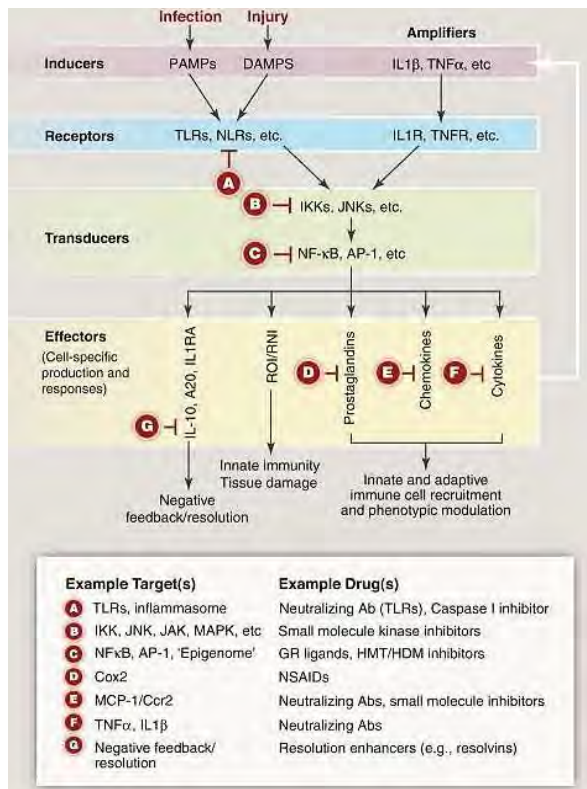 Infection Injury
Amplifiers
Inducers PAMPs DAMPS IL1β, TNFα, etc
Receptors TLRs, NLRs, etc. IL1R, TNFR, etc.
A
B IKKs, JNKs, etc.
Transducers
C NF-κB, AP-1, etc
Effectors
(Cell-specific
production and
responses)
IL-10, A20, IL1RA
ROI/RNI
Prostaglandins
Chemokines
Cytokines
D E F
G
Negative
feedback/resolution
Innate immunity
Tissue damage
Innate and adaptive
immune cell recruitment
and phenotypic modulation
Example Target(s) Example Drug(s)
A TLRs, inflammasome Neutralizing Ab (TLRs), Caspase I inhibitor
B IKK, JNK, JAK, MAPK, etc Small molecule kinase inhibitors
C NFκB, AP-1, ‘Epigenome’ GR ligands, HMT/HDM inhibitors
D Cox2 NSAIDs
E MCP-1/Ccr2 Neutralizing Abs, small molecule inhibitors
F TNFα, IL1β Neutralizing Abs
G Negative feedback/ Resolution enhancers (e.g., resolvins)
resolution